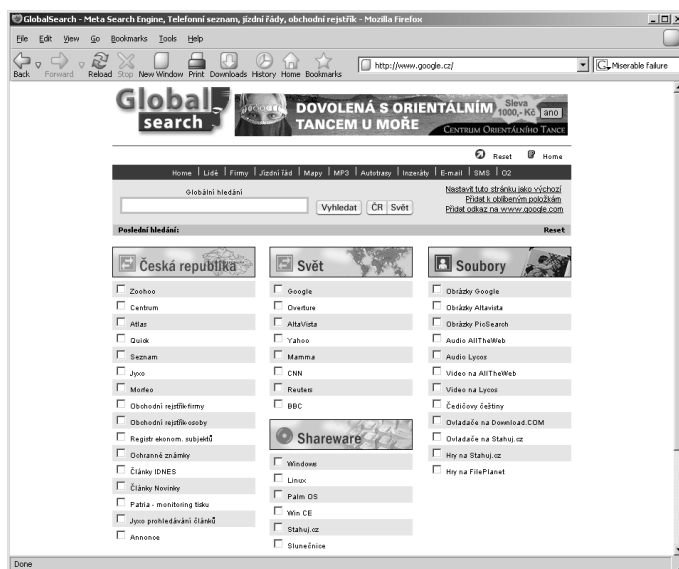 GlobalSearch - Meta Search Engine, Telefonní seznam, jízdní řády, obchodní rejstřík - Mozilla Firefox
File Edit View Go Bookmarks Tools Help
Back Forward Reload Stop New Window Print Downloads History Home Bookmarks
http://www.google.cz/
Miserable failure
Global
search
DOVOLENÁ S ORIENTÁLNÍM
TANCEM U MOŘE
Sleva
1000,- Kč
ano
CENTRUM ORIENTÁLNÍHO TANCE
Reset Home
Home | Lidé | Firmy | Jízdní řád | Mapy | MP3 | Autotrasy | Inzeráty | E-mail | SMS | O2
Globální hledání
Vyhledat ČR Svět
Nastavit tuto stránku jako výchozí
Přidat k oblíbeným položkám
Přidat odkaz na www.google.com
Poslední hledání: Reset
Česká republika
Zoohoo
Centrum
Atlas
Quick
Seznam
Jyxo
Morfeo
Obchodní rejstřík-firmy
Obchodní rejstřík-osoby
Registr ekonom. subjektů
Ochranné známky
Články IDNES
Články Novinky
Patria - monitoring tisku
Jyxo prohledávání článků
Annonce
Svět
Google
Overture
AltaVista
Yahoo
Mamma
CNN
Reuters
BBC
Shareware
Windows
Linux
Palm OS
Win CE
Stahuj.cz
Slunečnice
Soubory
Obrázky Google
Obrázky Altavista
Obrázky PicSearch
Audio AllTheWeb
Audio Lycos
Video na AllTheWeb
Video na Lycos
Čedičovy češtiny
Ovladače na Download.COM
Ovladače na Stahuj.cz
Hry na Stahuj.cz
Hry na FilePlanet
Done